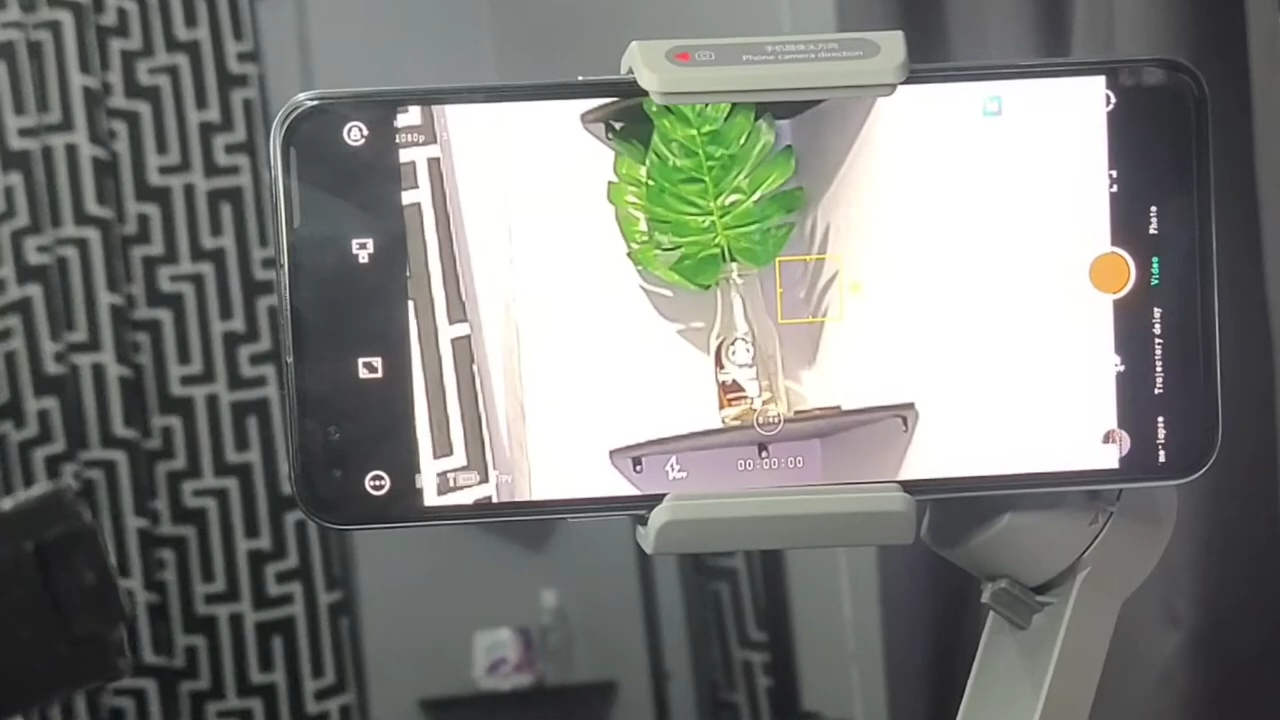 手机摄像头方向
Phone camera direction
1080p
Photo
Video
Trajectory delay
me-lapse
00:00:00
FPV